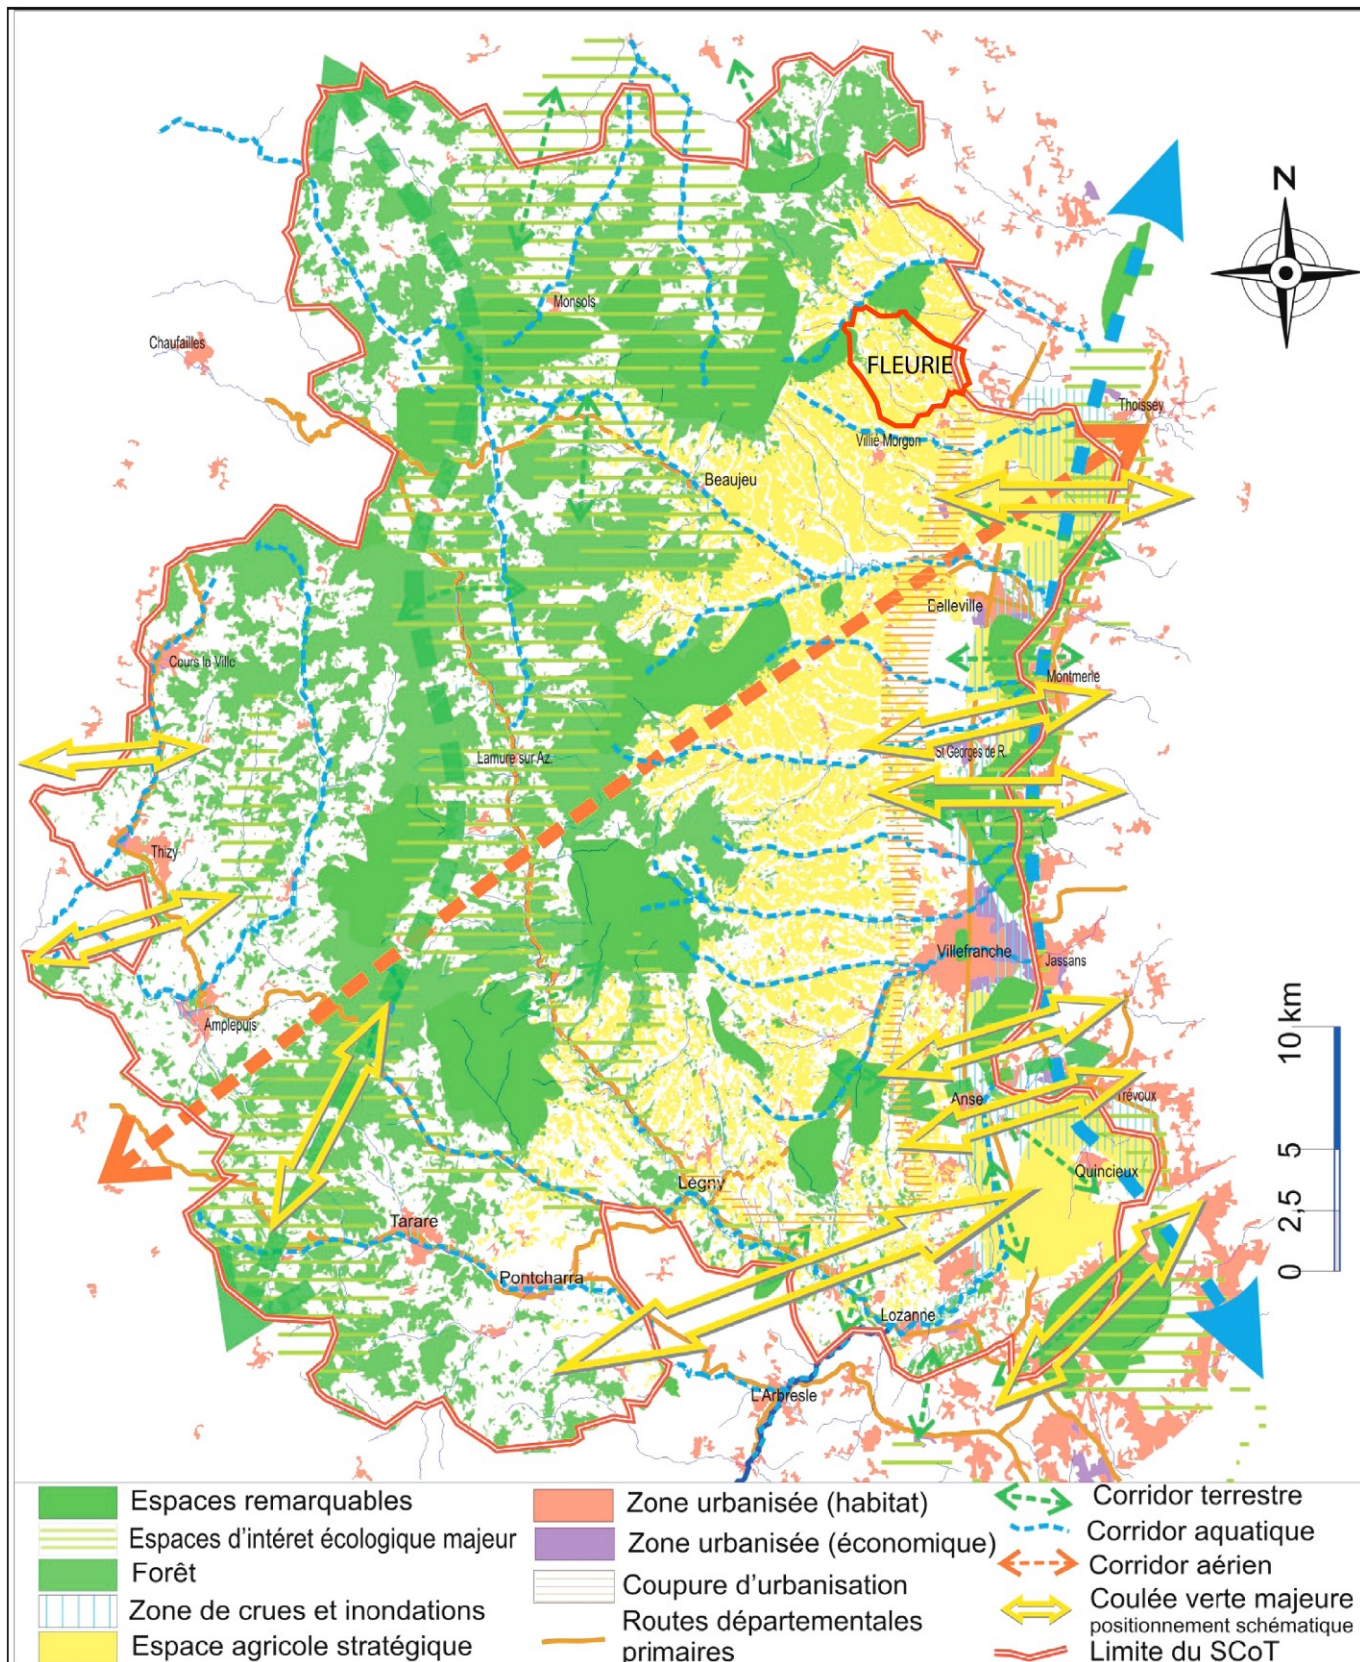 N
Monsols
Chaufailles
FLEURIE
Thoissey
Villié Morgon
Beaujeu
Belleville
Cours la Ville
Montmerle
St Georges de R.
Lamure sur Az.
Thizy
Villefranche
Jassans
Amplepuis
Anse
Trévoux
Quincieux
Légny
Tarare
Pontcharra
Lozanne
L'Arbresle
10 km
5
2,5
0
Espaces remarquables
Espaces d'intéret écologique majeur
Forêt
Zone de crues et inondations
Espace agricole stratégique
Zone urbanisée (habitat)
Zone urbanisée (économique)
Coupure d'urbanisation
Routes départementales
primaires
Corridor terrestre
Corridor aquatique
Corridor aérien
Coulée verte majeure
positionnement schématique
Limite du SCoT